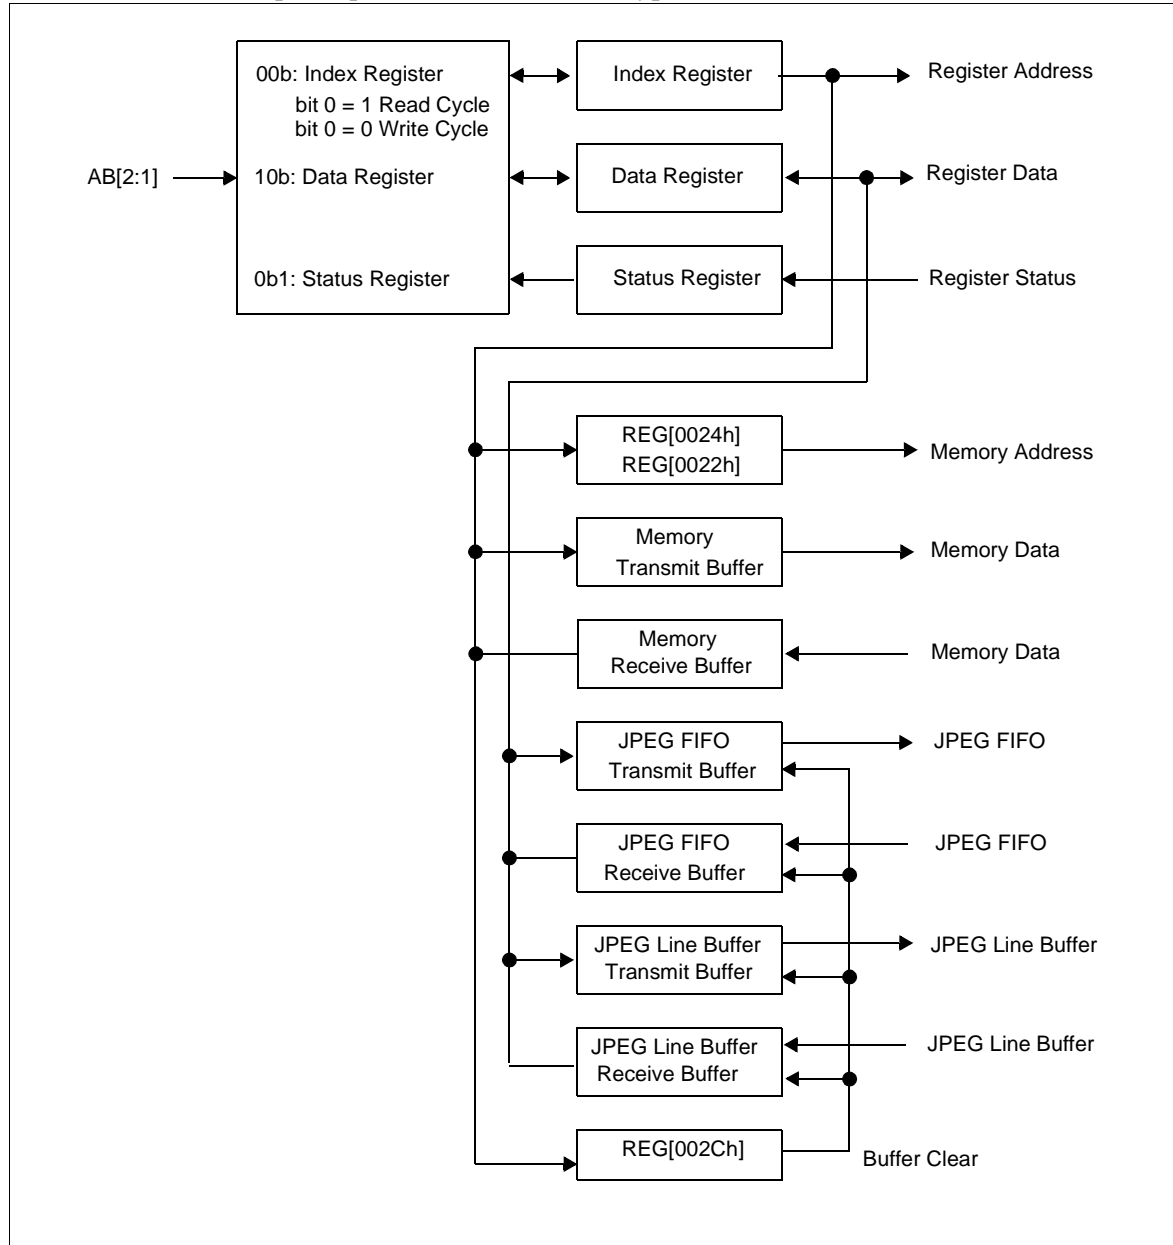 00b: Index Register
bit 0 = 1 Read Cycle
bit 0 = 0 Write Cycle
Index Register
Register Address
AB[2:1]
10b: Data Register
Data Register
Register Data
0b1: Status Register
Status Register
Register Status
REG[0024h]
REG[0022h]
Memory Address
Memory
Transmit Buffer
Memory Data
Memory
Receive Buffer
Memory Data
JPEG FIFO
Transmit Buffer
JPEG FIFO
JPEG FIFO
Receive Buffer
JPEG FIFO
JPEG Line Buffer
Transmit Buffer
JPEG Line Buffer
JPEG Line Buffer
Receive Buffer
JPEG Line Buffer
REG[002Ch]
Buffer Clear